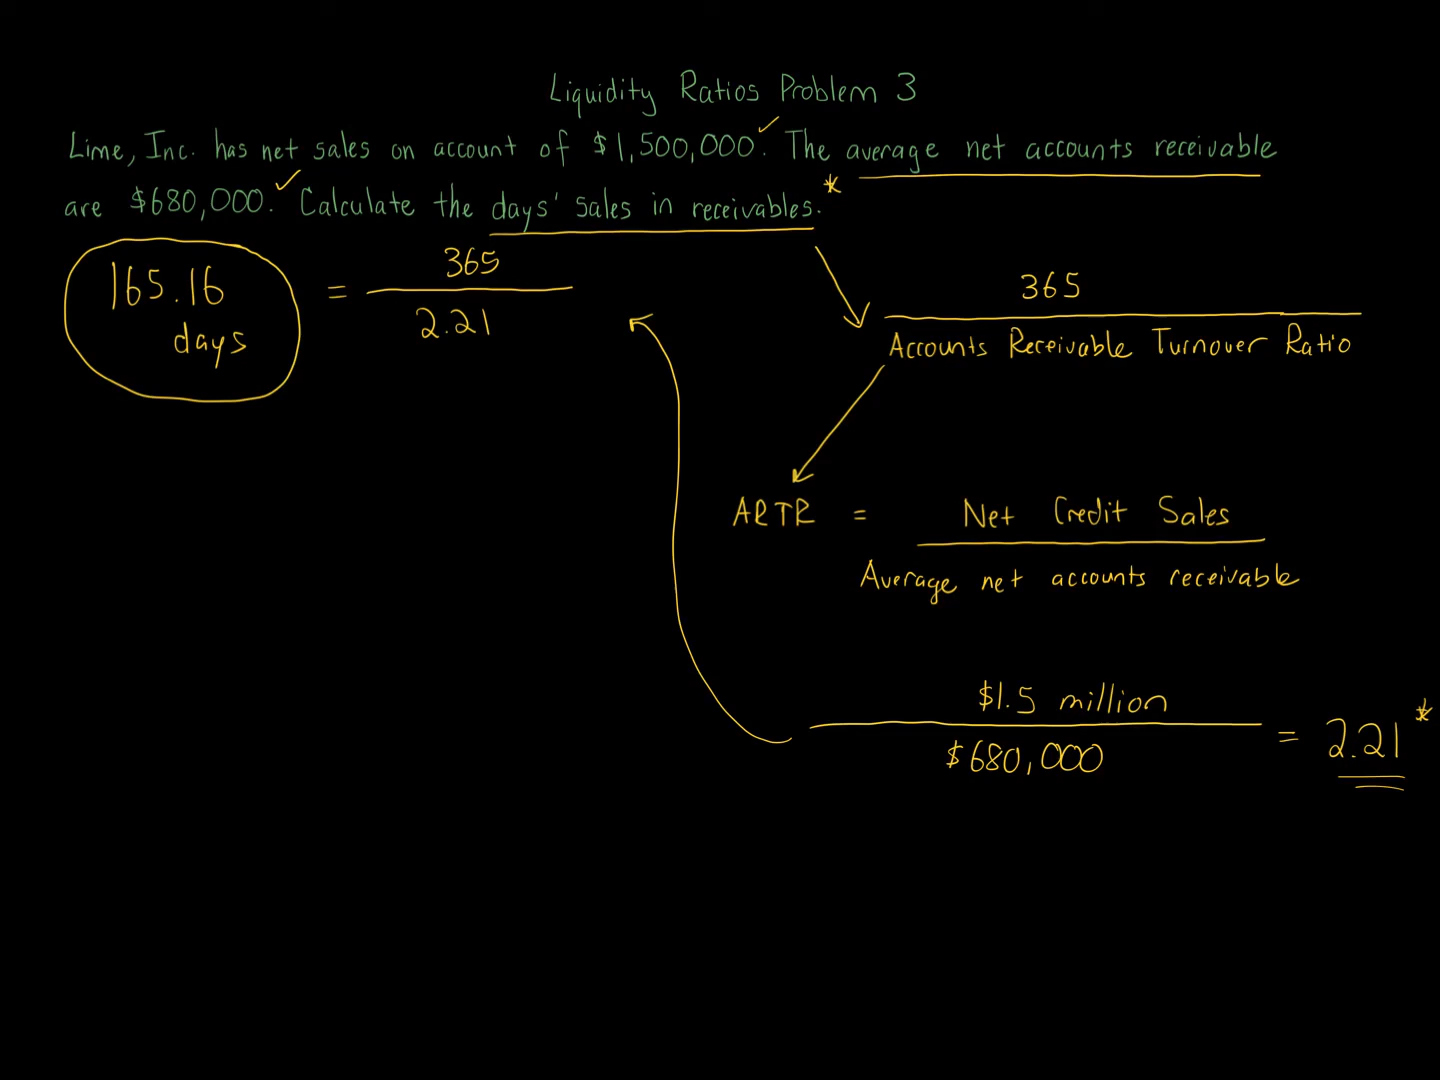 Liquidity Ratios Problem 3
Lime, Inc. has net sales on account of $1,500,000. The average net accounts receivable
are $680,000. Calculate the days' sales in receivables. *
165.16
days
=
365
2.21
365
Accounts Receivable Turnover Ratio
ARTR = Net Credit Sales
Average net accounts receivable
$1.5 million
$680,000
= 2.21 *